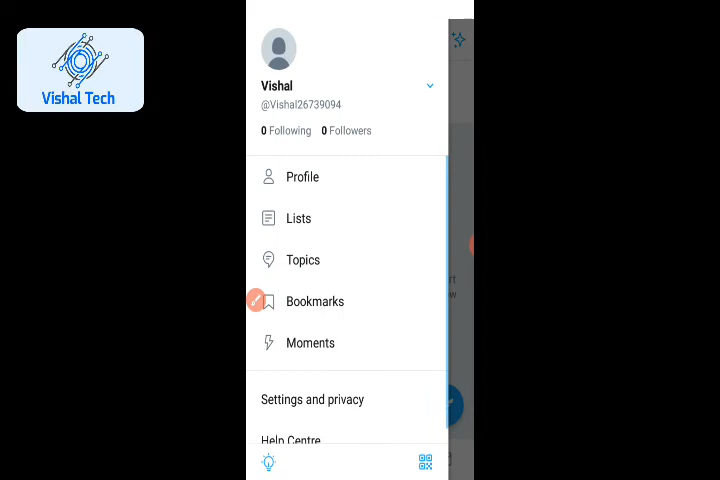 Vishal Tech
Vishal
@Vishal26739094
0 Following 0 Followers
Profile
Lists
Topics
Bookmarks
Moments
Settings and privacy
Help Centre